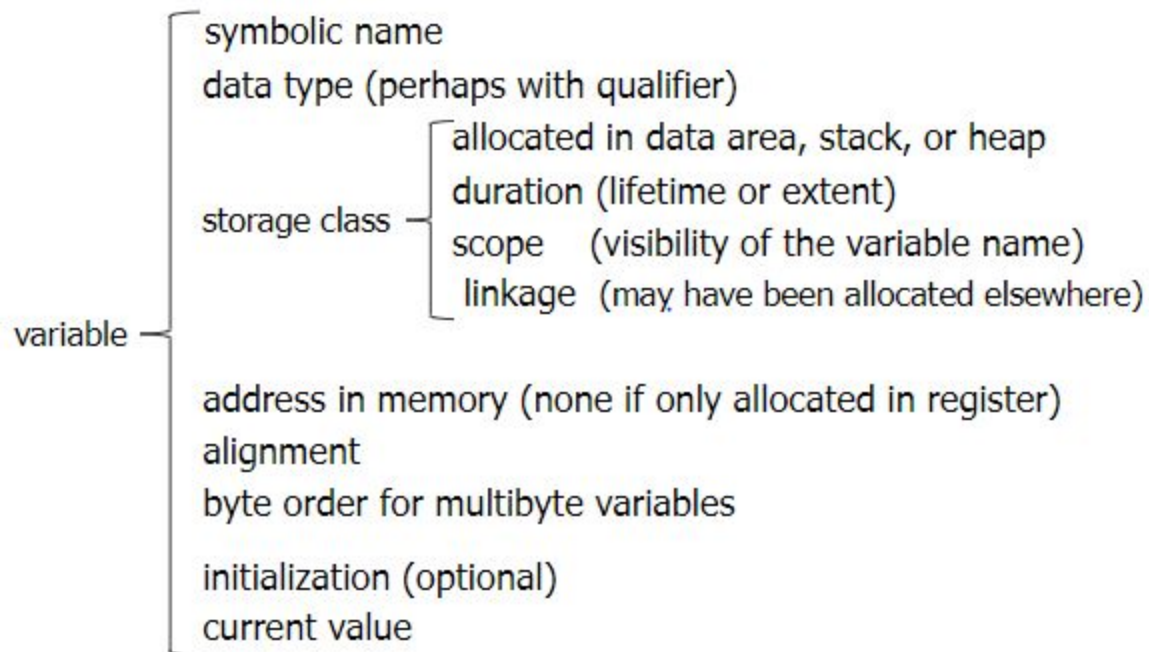 symbolic name
data type (perhaps with qualifier)
allocated in data area, stack, or heap
duration (lifetime or extent)
storage class
scope (visibility of the variable name)
linkage (may have been allocated elsewhere)
variable
address in memory (none if only allocated in register)
alignment
byte order for multibyte variables
initialization (optional)
current value